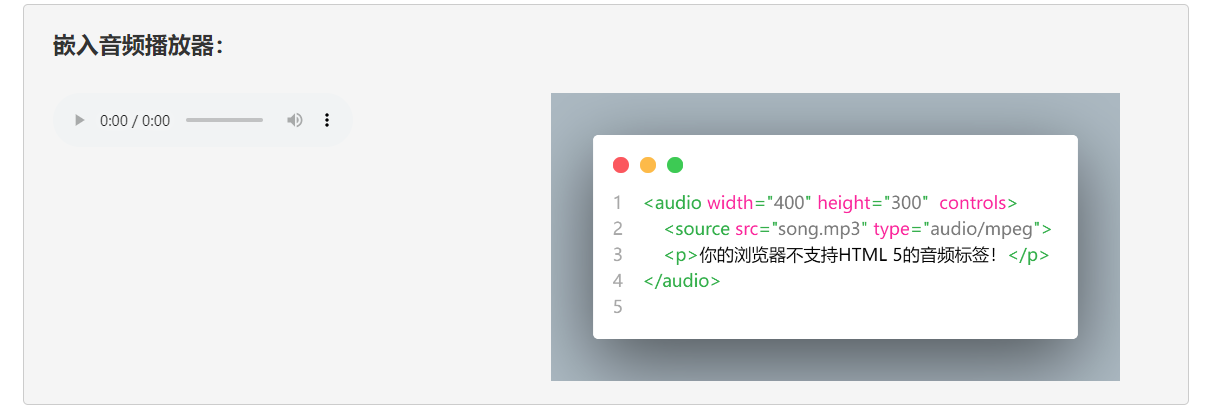 嵌入音频播放器：
0:00 / 0:00
1 <audio width="400" height="300"  controls>
2     <source src="song.mp3" type="audio/mpeg">
3     <p>你的浏览器不支持HTML 5的音频标签！</p>
4 </audio>
5